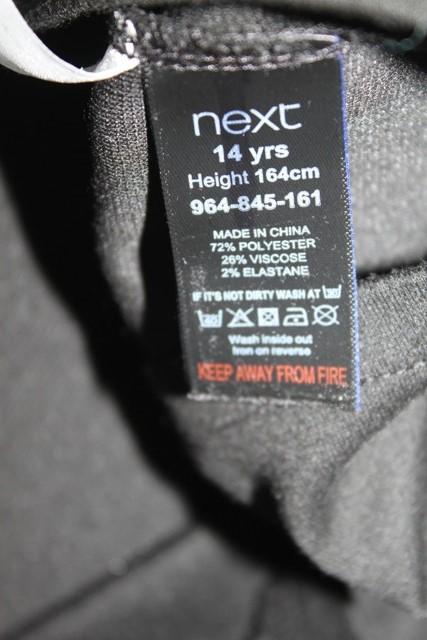 next
14 yrs
Height 164cm
964-845-161
MADE IN CHINA
72% POLYESTER
26% VISCOSE
2% ELASTANE
IF IT'S NOT DIRTY WASH AT
Wash inside out
Iron on reverse
KEEP AWAY FROM FIRE